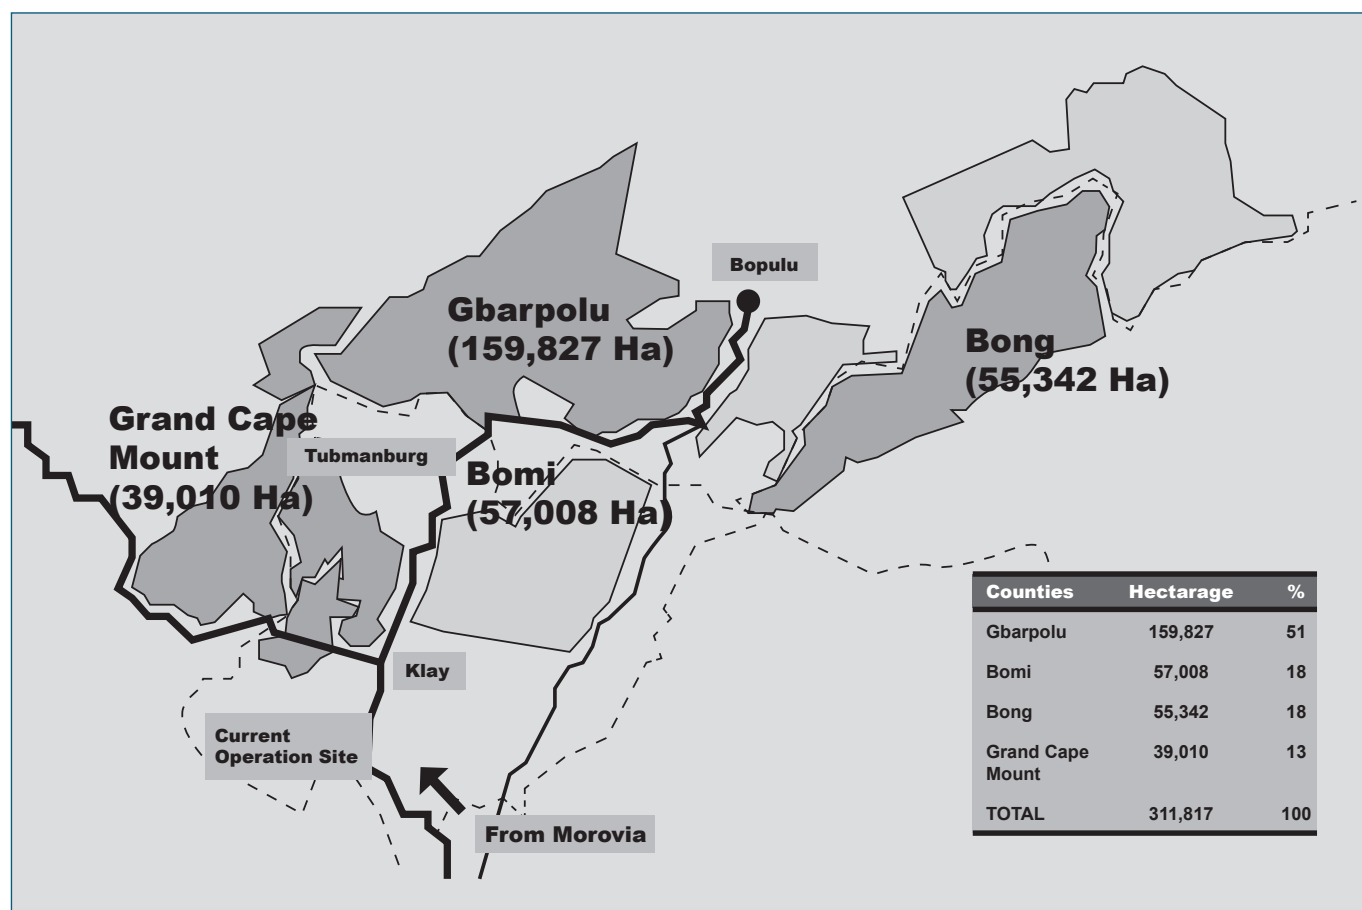 Bopulu
Gbarpolu
(159,827 Ha)
Bong
(55,342 Ha)
Grand Cape
Mount
(39,010 Ha)
Tubmanburg
Bomi
(57,008 Ha)
Klay
Current
Operation Site
From Morovia
Counties Hectarage %
Gbarpolu 159,827 51
Bomi 57,008 18
Bong 55,342 18
Grand Cape 39,010 13
Mount
TOTAL 311,817 100